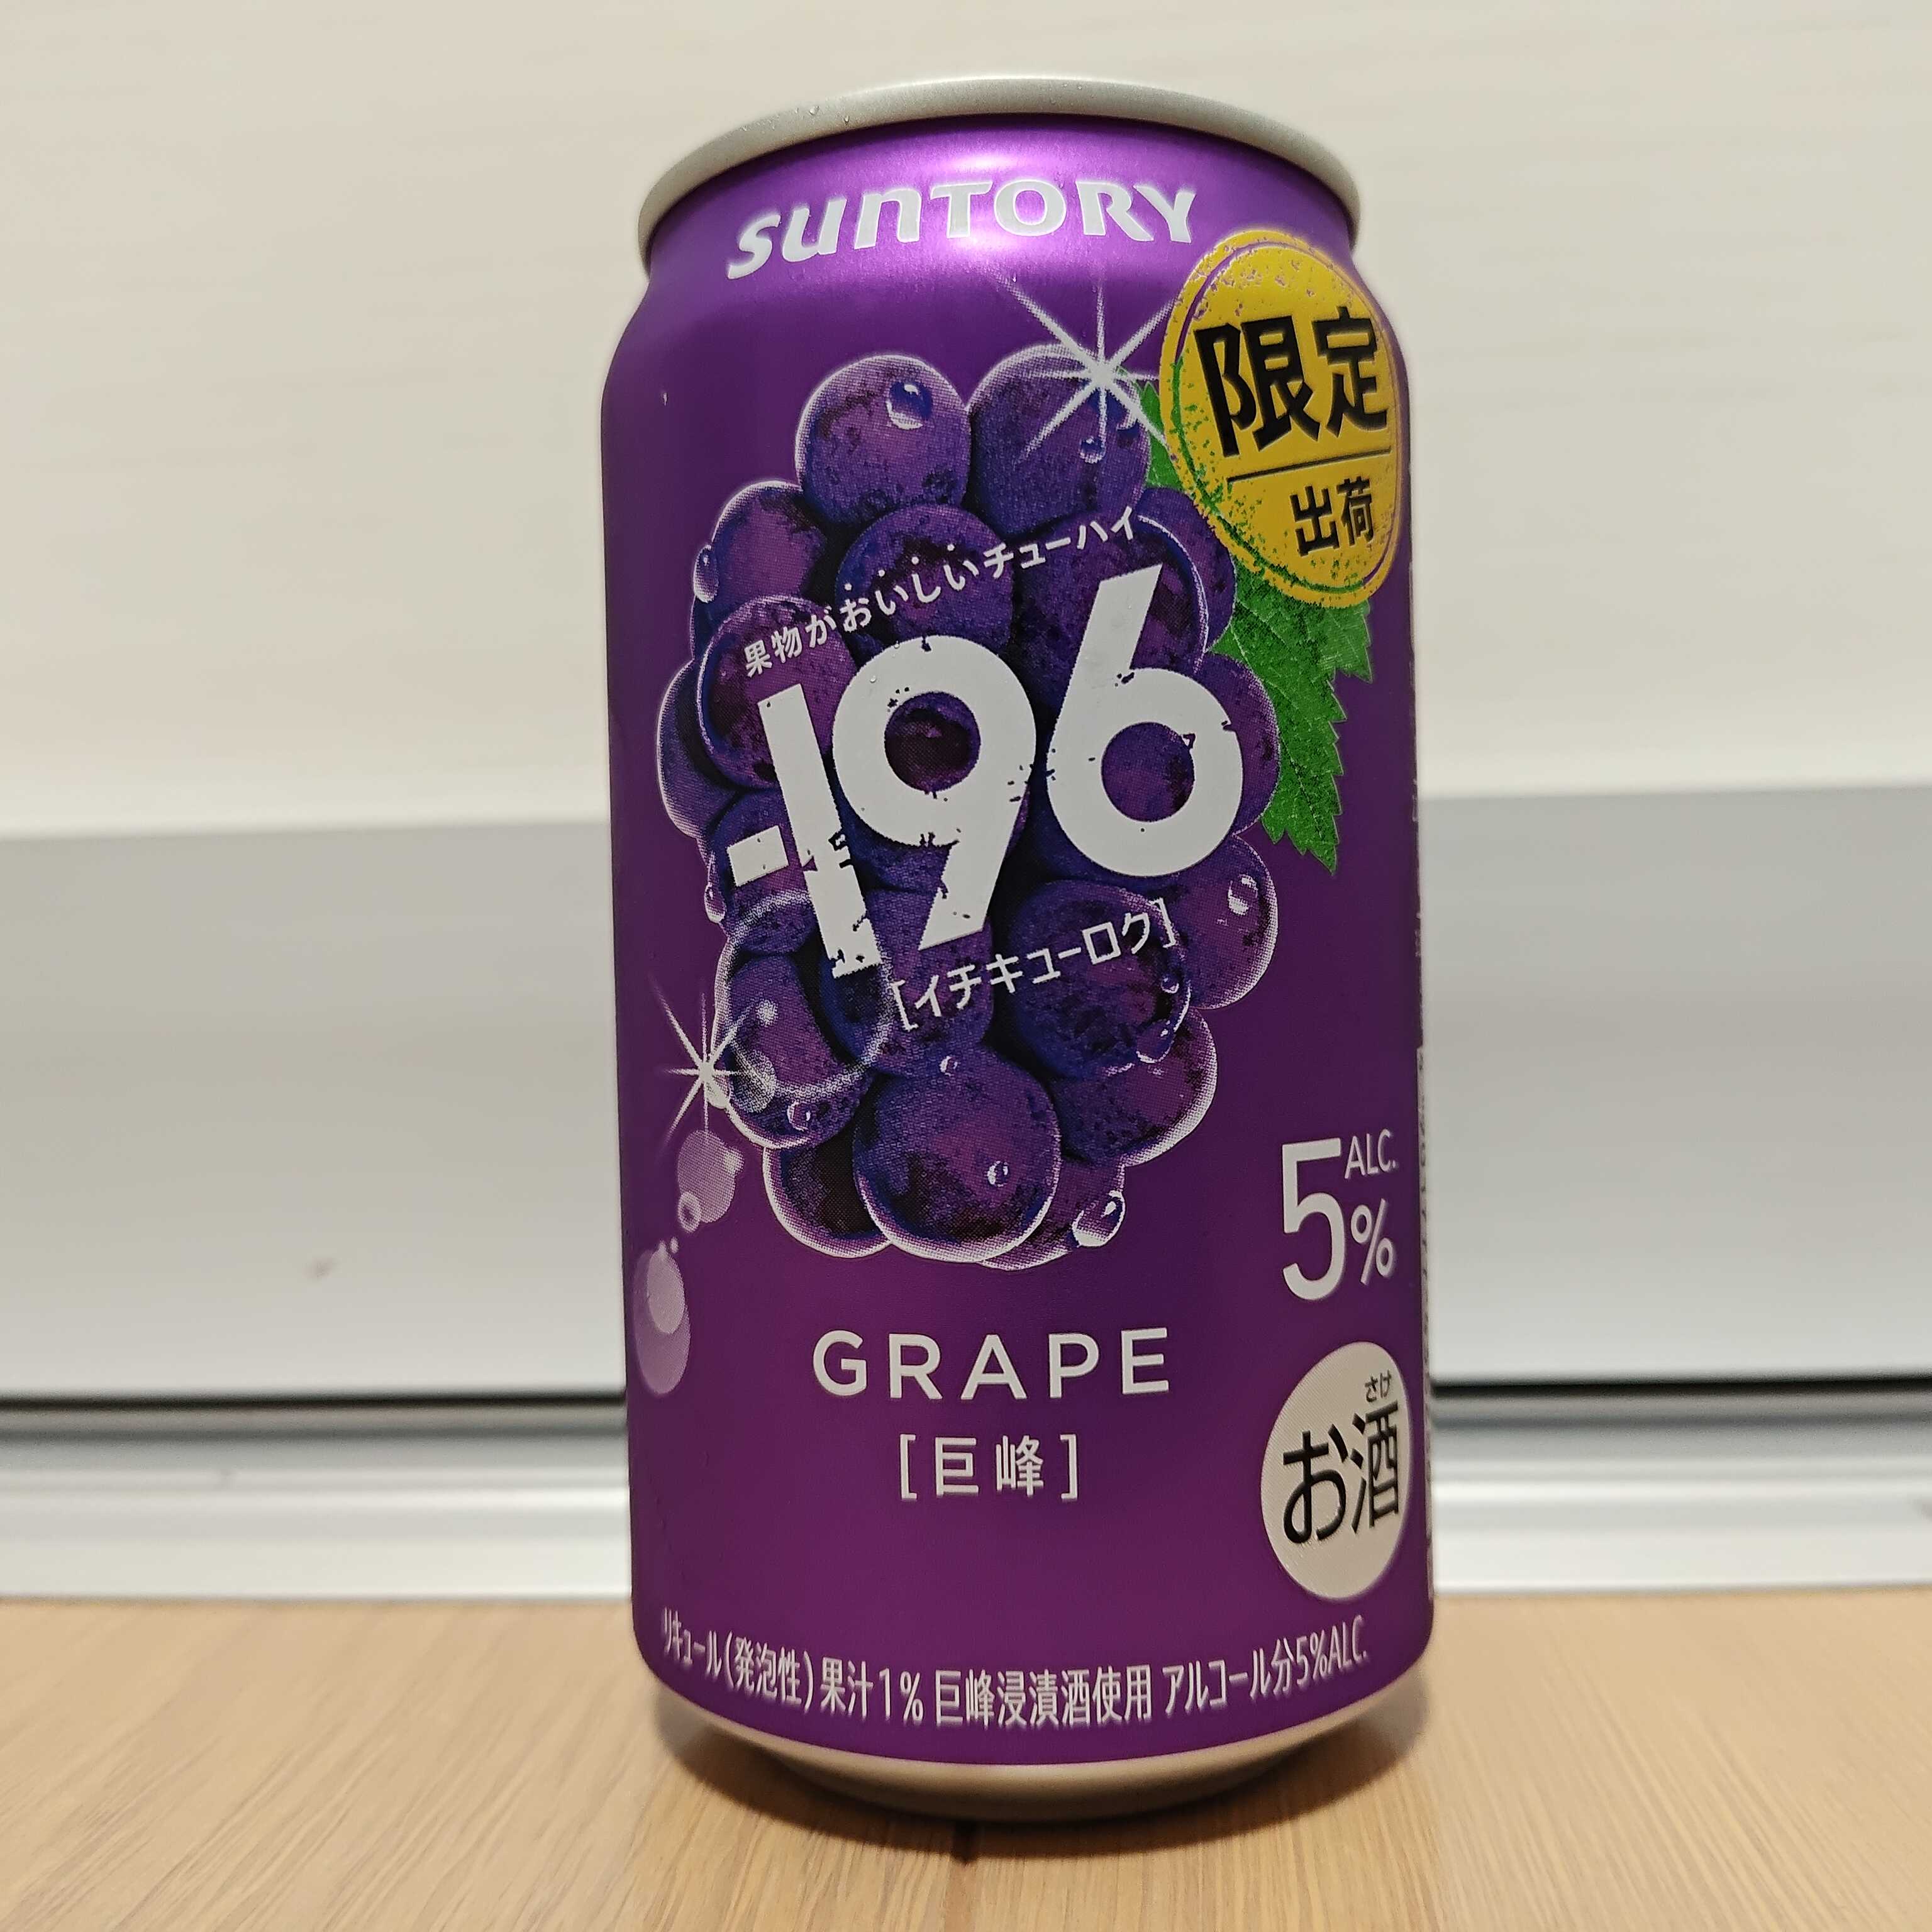 SUNTORY
限定
出荷
果物がおいしいチューハイ
-196
[イチキューロク]
5% ALC.
GRAPE
[巨峰]
さけ
お酒
リキュール(発泡性)果汁1% 巨峰浸漬酒使用 アルコール分5%ALC.